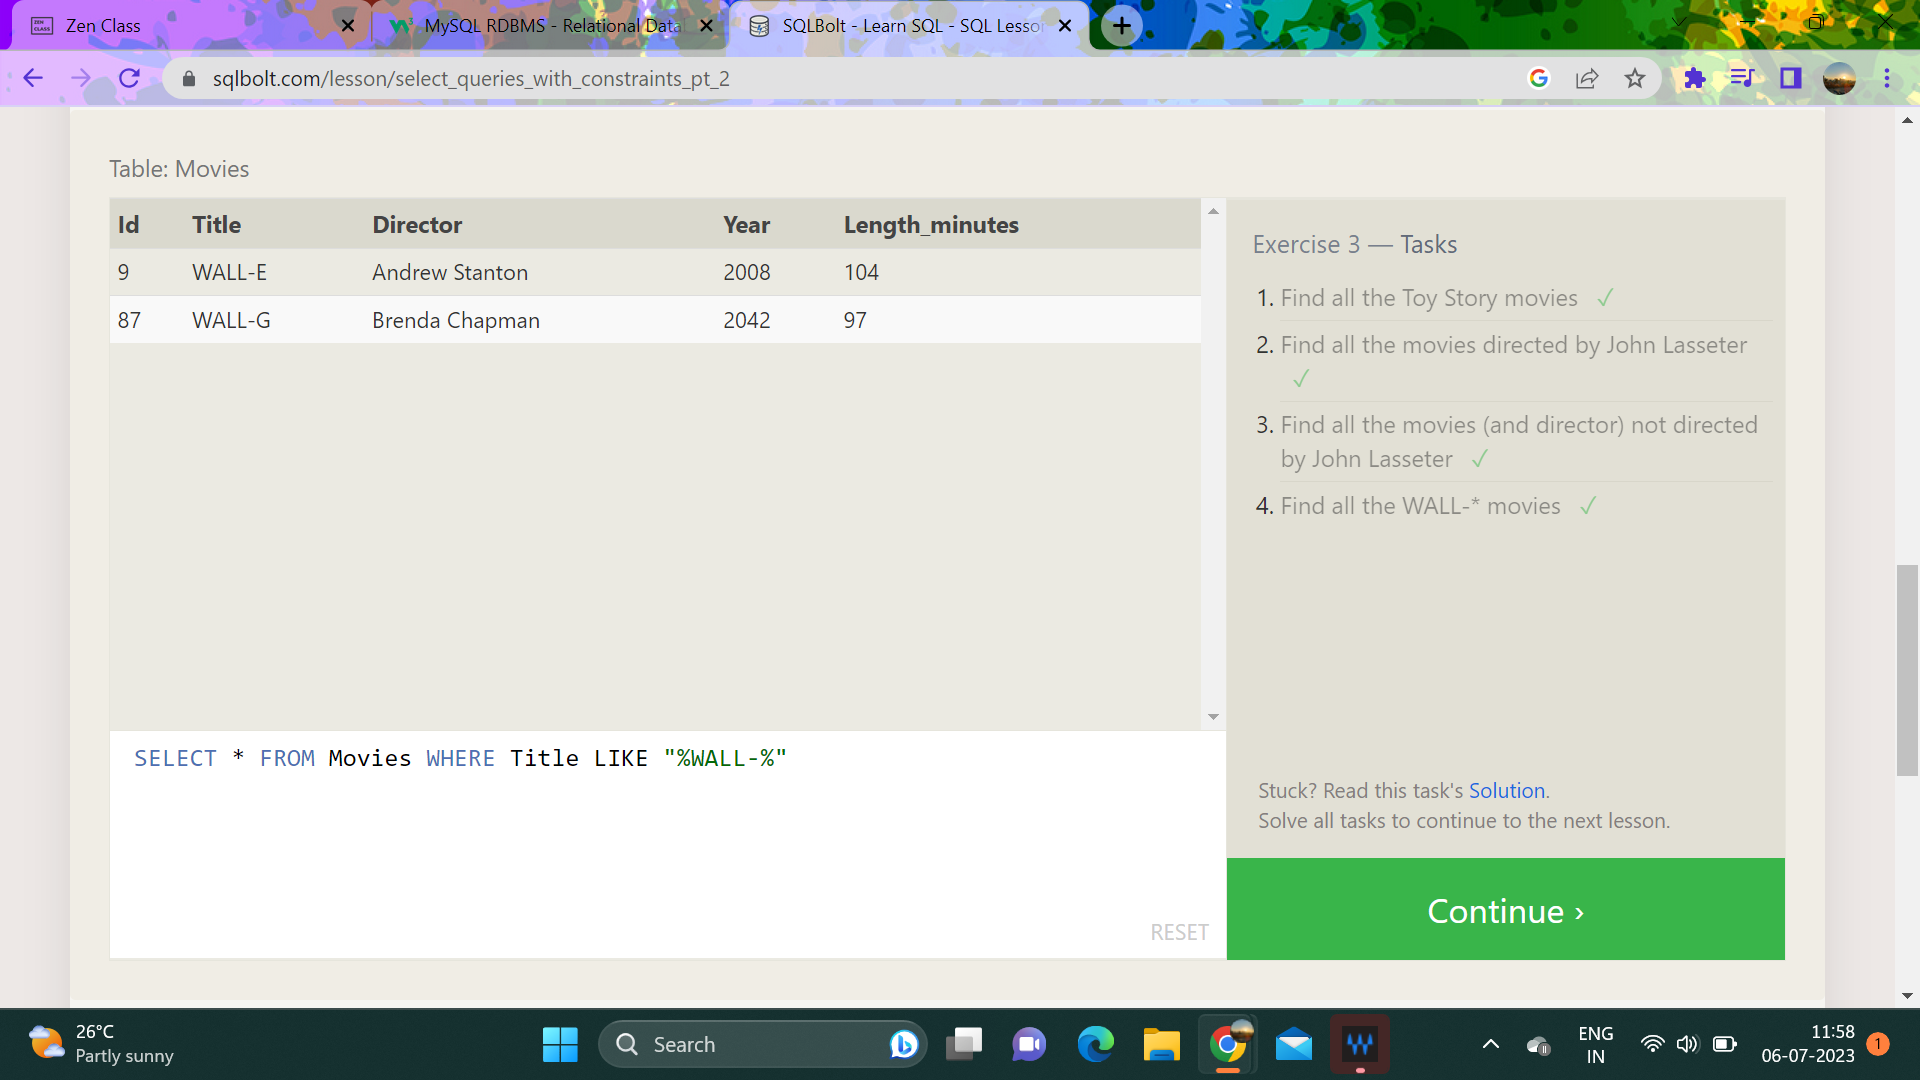 Zen Class
MySQL RDBMS - Relational Data
SQLBolt - Learn SQL - SQL Lesso
sqlbolt.com/lesson/select_queries_with_constraints_pt_2
Table: Movies
Id Title Director Year Length_minutes
9 WALL-E Andrew Stanton 2008 104
87 WALL-G Brenda Chapman 2042 97
SELECT * FROM Movies WHERE Title LIKE "%WALL-%"
RESET
Exercise 3 — Tasks
1. Find all the Toy Story movies ✓
2. Find all the movies directed by John Lasseter
✓
3. Find all the movies (and director) not directed
by John Lasseter ✓
4. Find all the WALL-* movies ✓
Stuck? Read this task's Solution.
Solve all tasks to continue to the next lesson.
Continue ›
26°C
Partly sunny
Search
ENG
IN
11:58
06-07-2023
1